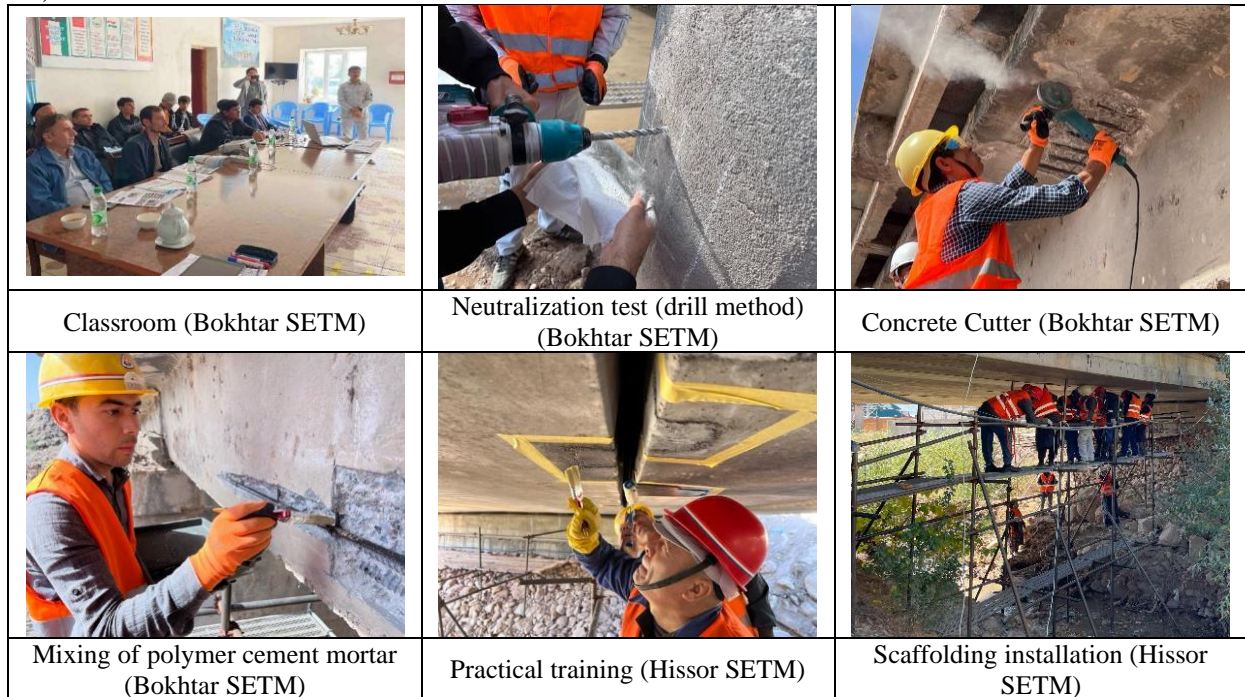 Classroom (Bokhtar SETM)
Neutralization test (drill method)
(Bokhtar SETM)
Concrete Cutter (Bokhtar SETM)
Mixing of polymer cement mortar
(Bokhtar SETM)
Practical training (Hissor SETM)
Scaffolding installation (Hissor
SETM)